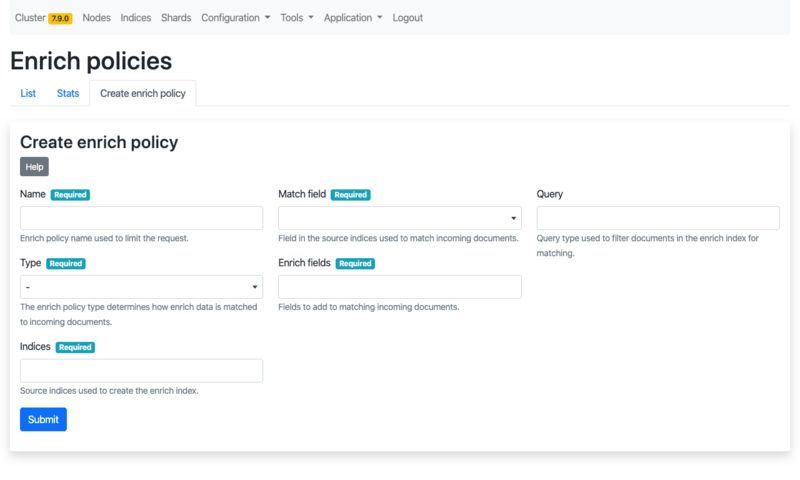 Cluster 7.9.0 Nodes Indices Shards Configuration Tools Application Logout
Enrich policies
List Stats Create enrich policy
Create enrich policy
Help
Name Required
Enrich policy name used to limit the request.
Type Required
-
The enrich policy type determines how enrich data is matched
to incoming documents.
Indices Required
Source indices used to create the enrich index.
Match field Required
Field in the source indices used to match incoming documents.
Enrich fields Required
Fields to add to matching incoming documents.
Query
Query type used to filter documents in the enrich index for
matching.
Submit